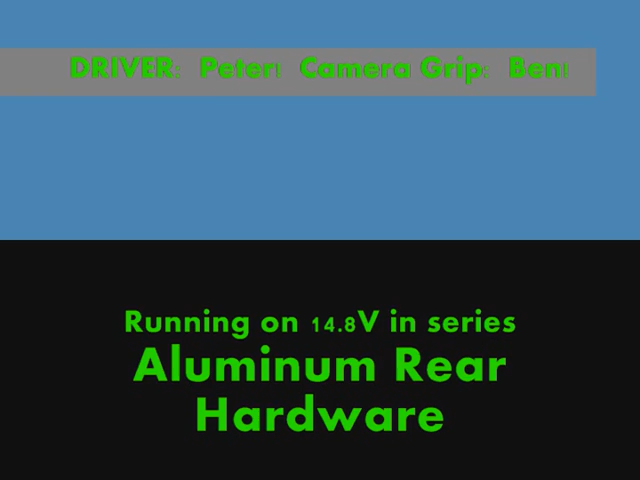 DRIVER:  Peter!  Camera Grip:  Ben!
Running on 14.8V in series
Aluminum Rear
Hardware